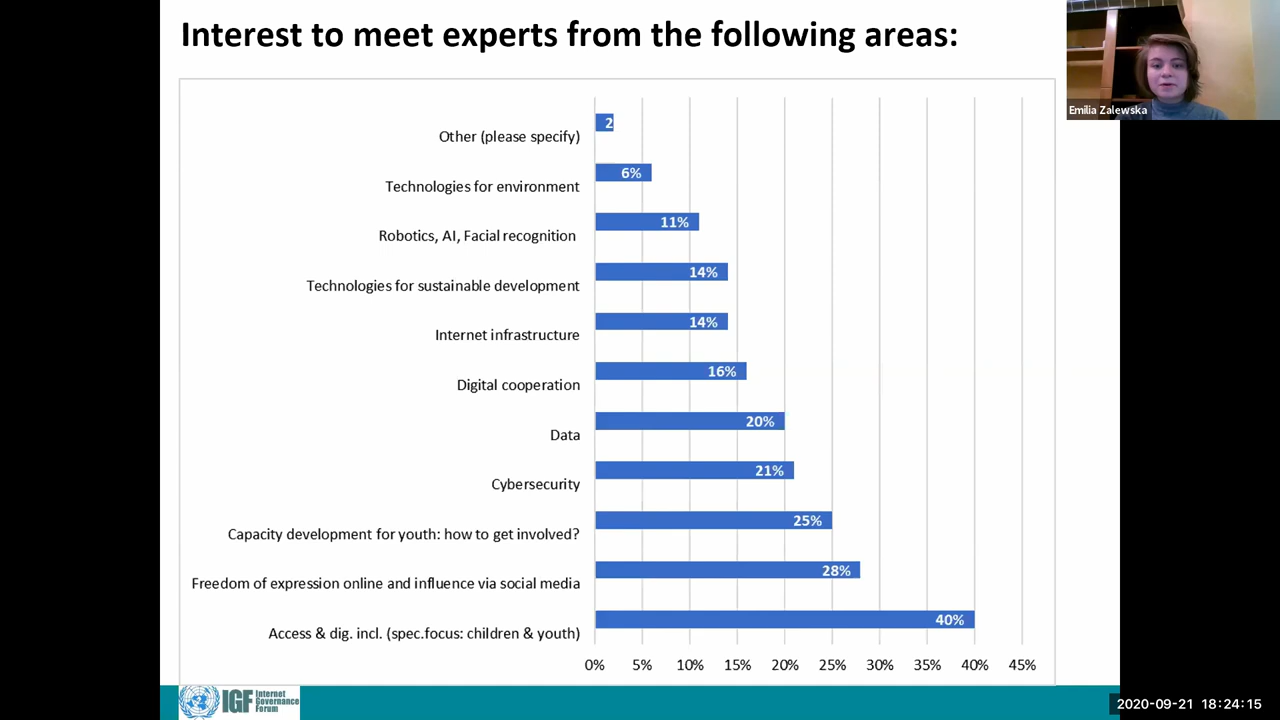 Interest to meet experts from the following areas:
Emilia Zalewska
Other (please specify)
2
Technologies for environment
6%
Robotics, AI, Facial recognition
11%
Technologies for sustainable development
14%
Internet infrastructure
14%
Digital cooperation
16%
Data
20%
Cybersecurity
21%
Capacity development for youth: how to get involved?
25%
Freedom of expression online and influence via social media
28%
Access & dig. incl. (spec.focus: children & youth)
40%
0% 5% 10% 15% 20% 25% 30% 35% 40% 45%
IGF
Internet
Governance
Forum
2020-09-21 18:24:15